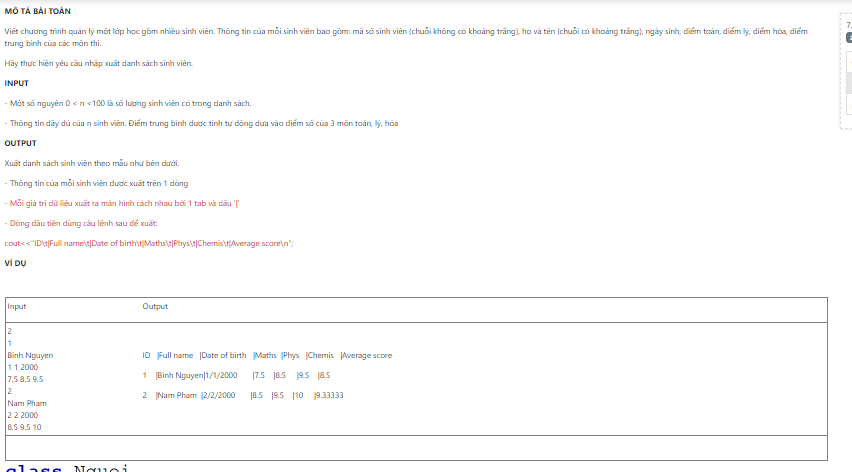 MÔ TẢ BÀI TOÁN
Viết chương trình quản lý một lớp học gồm nhiều sinh viên. Thông tin của mỗi sinh viên bao gồm: mã số sinh viên (chuỗi không có khoảng trắng), họ và tên (chuỗi có khoảng trắng), ngày sinh, điểm toán, điểm lý, điểm hóa, điểm
trung bình của các môn thi.
Hãy thực hiện yêu cầu nhập xuất danh sách sinh viên.
INPUT
- Một số nguyên 0 < n <100 là số lượng sinh viên có trong danh sách.
- Thông tin đầy đủ của n sinh viên. Điểm trung bình được tính tự động dựa vào điểm số của 3 môn toán, lý, hóa
OUTPUT
Xuất danh sách sinh viên theo mẫu như bên dưới.
- Thông tin của mỗi sinh viên được xuất trên 1 dòng
- Mỗi giá trị dữ liệu xuất ra màn hình cách nhau bởi 1 tab và dấu '|'
- Dòng đầu tiên dùng câu lệnh sau để xuất:
cout<<"ID\t|Full name\t|Date of birth\t|Maths\t|Phys\t|Chemis\t|Average score\n";
VÍ DỤ
Input Output
2
1
Binh Nguyen
1 1 2000
7.5 8.5 9.5
2
Nam Pham
2 2 2000
8.5 9.5 10
ID |Full name |Date of birth |Maths |Phys |Chemis |Average score
1 |Binh Nguyen|1/1/2000 |7.5 |8.5 |9.5 |8.5
2 |Nam Pham |2/2/2000 |8.5 |9.5 |10 |9.33333
class Nguoi
7.